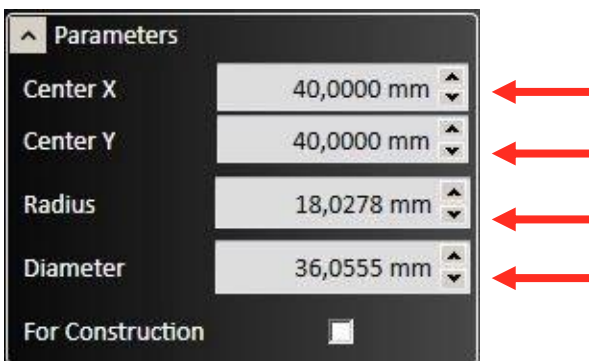 Parameters
Center X 40,0000 mm
Center Y 40,0000 mm
Radius 18,0278 mm
Diameter 36,0555 mm
For Construction